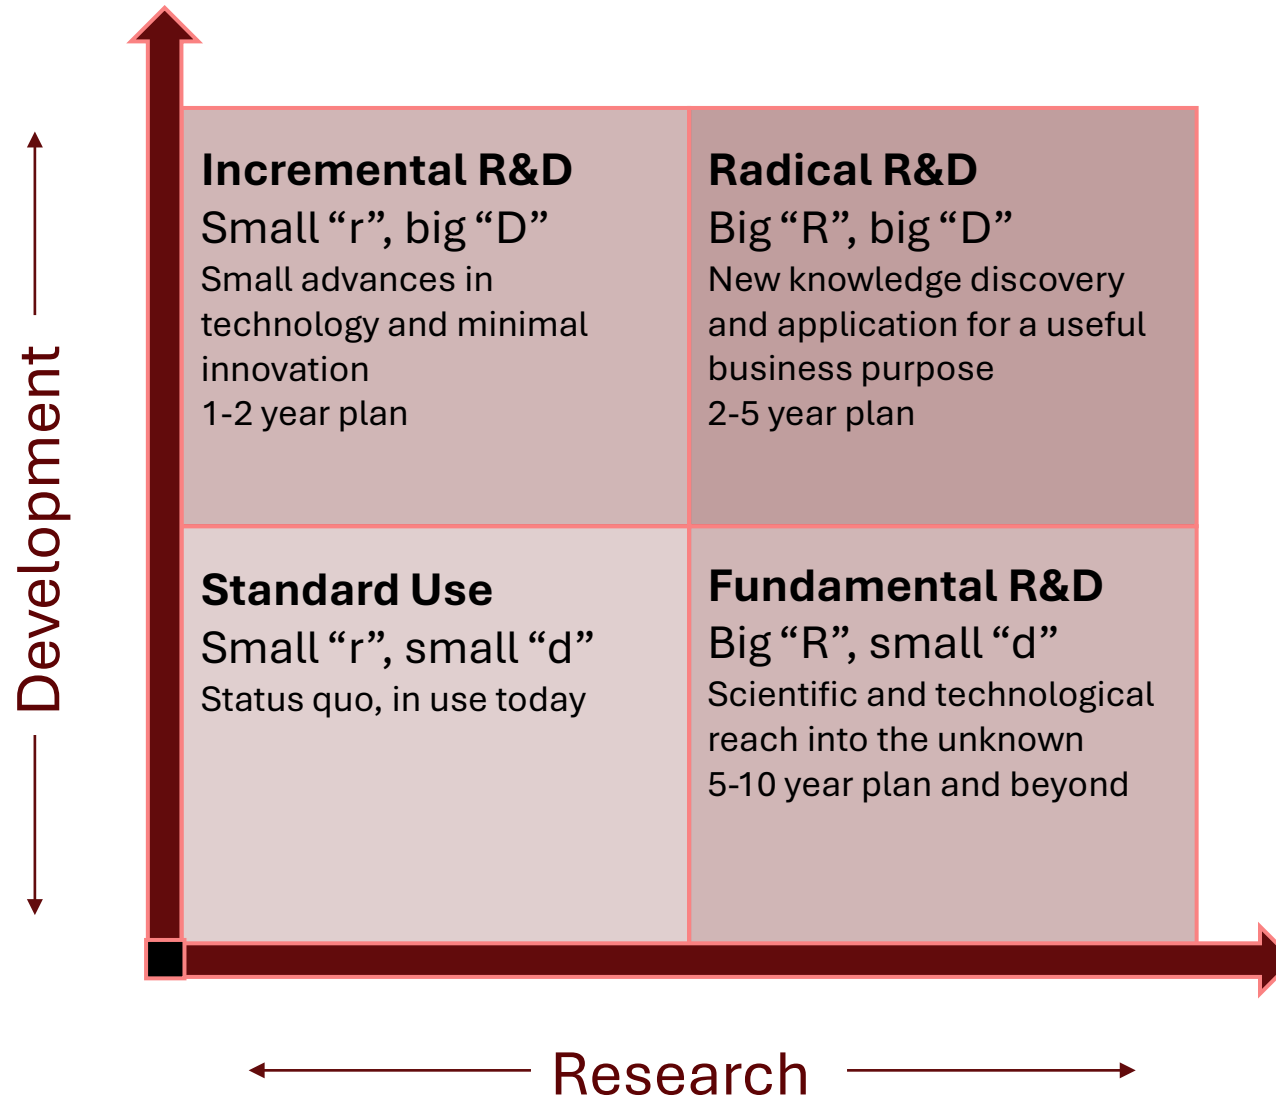 Incremental R&D
Small “r”, big “D”
Small advances in
technology and minimal
innovation
1-2 year plan
Radical R&D
Big “R”, big “D”
New knowledge discovery
and application for a useful
business purpose
2-5 year plan
Standard Use
Small “r”, small “d”
Status quo, in use today
Fundamental R&D
Big “R”, small “d”
Scientific and technological
reach into the unknown
5-10 year plan and beyond
Development
Research